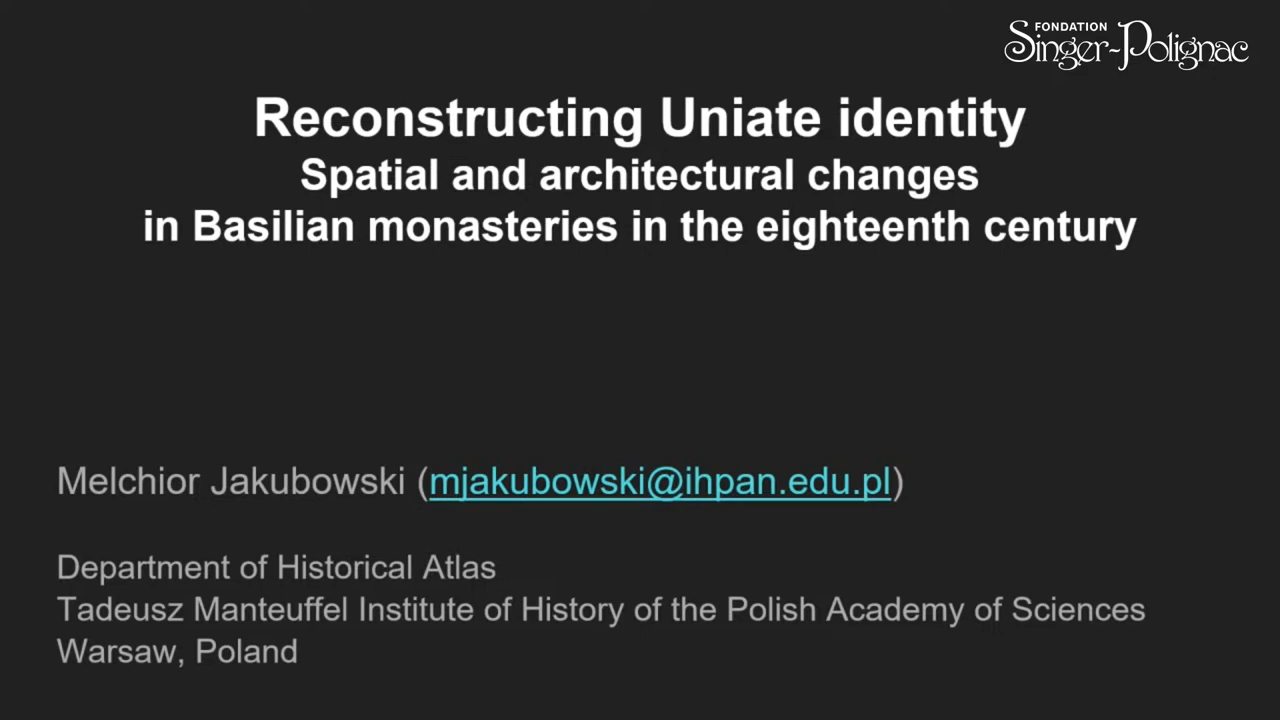 FONDATION
Singer-Polignac
Reconstructing Uniate identity
Spatial and architectural changes
in Basilian monasteries in the eighteenth century
Melchior Jakubowski (mjakubowski@ihpan.edu.pl)
Department of Historical Atlas
Tadeusz Manteuffel Institute of History of the Polish Academy of Sciences
Warsaw, Poland